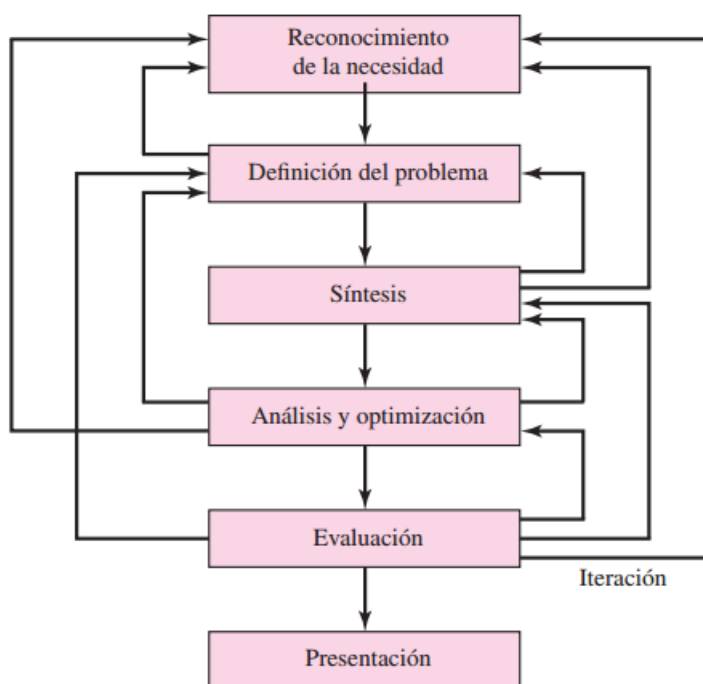 Reconocimiento
de la necesidad
Definición del problema
Síntesis
Análisis y optimización
Evaluación
Iteración
Presentación